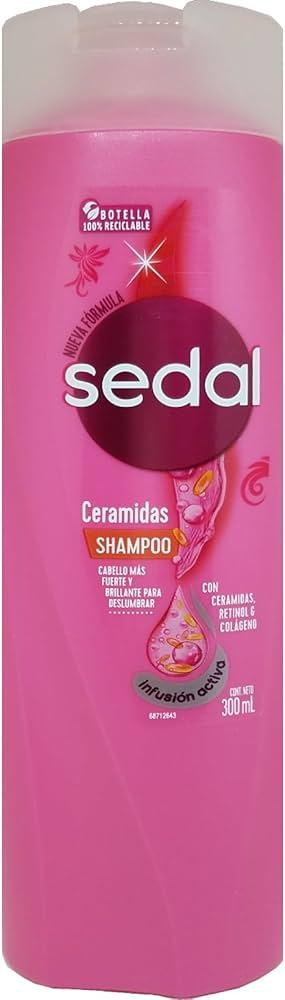 BOTELLA
100% RECICLABLE
NUEVA FÓRMULA
sedal
Ceramidas
SHAMPOO
CABELLO MÁS
FUERTE Y
BRILLANTE PARA
DESLUMBRAR
CON
CERAMIDAS,
RETINOL &
COLÁGENO
infusión activa
CONT. NETO
300 mL
68712643